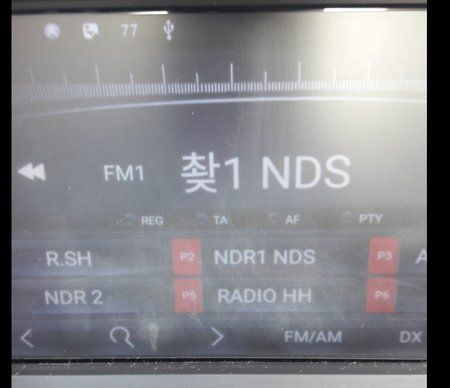 77
FM1 촺1 NDS
REG TA AF PTY
R.SH P2 NDR1 NDS P3 A
NDR 2 P5 RADIO HH P6
FM/AM DX